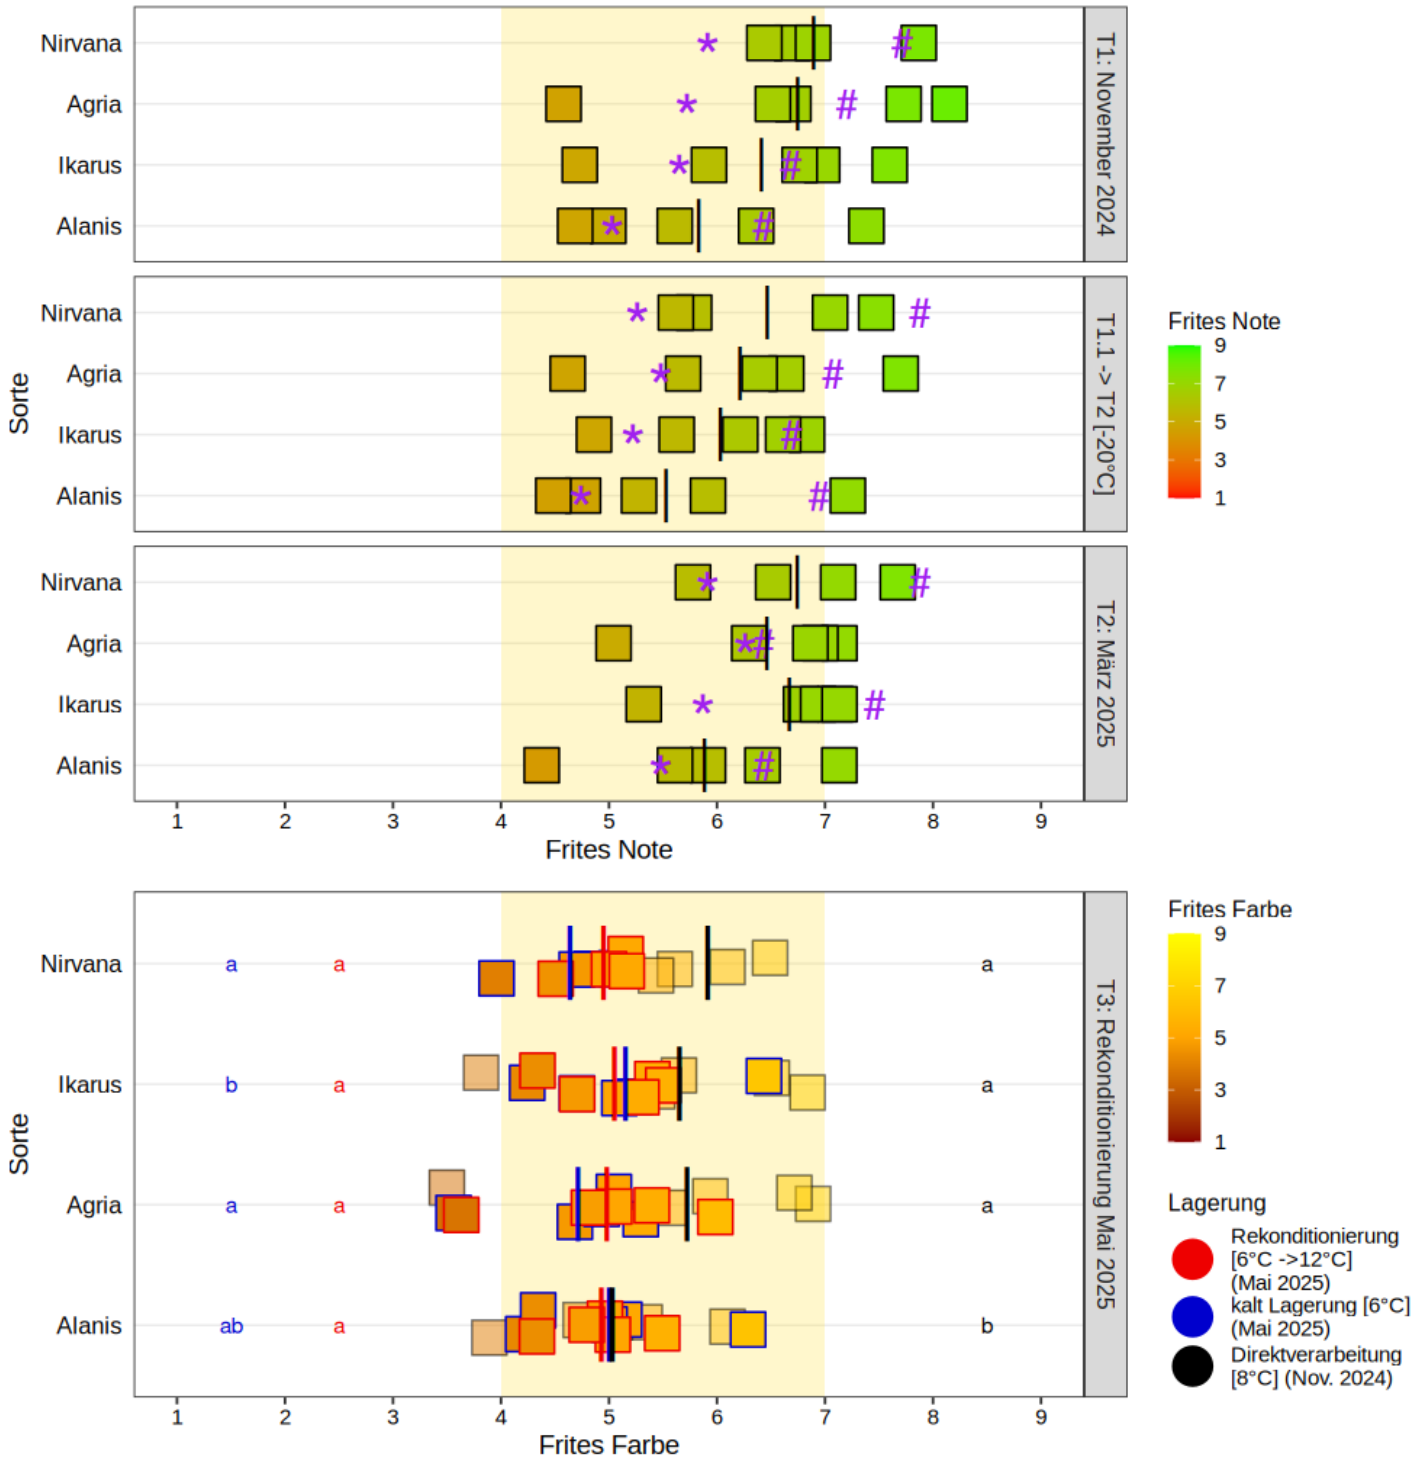 Nirvana
*
#
Agria
*
#
Ikarus
*
#
Alanis
*
#
T1: November 2024
Nirvana
*
#
Agria
*
#
Ikarus
*
#
Alanis
*
#
T1.1 -> T2 [-20°C]
Nirvana
*
#
Agria
*
#
Ikarus
*
#
Alanis
*
#
T2: März 2025
Sorte
1 2 3 4 5 6 7 8 9
Frites Note
Frites Note
9
7
5
3
1
Nirvana a a a
Ikarus b a a
Agria a a a
Alanis ab a b
T3: Rekonditionierung Mai 2025
Sorte
1 2 3 4 5 6 7 8 9
Frites Farbe
Frites Farbe
9
7
5
3
1
Lagerung
Rekonditionierung
[6°C ->12°C]
(Mai 2025)
kalt Lagerung [6°C]
(Mai 2025)
Direktverarbeitung
[8°C] (Nov. 2024)